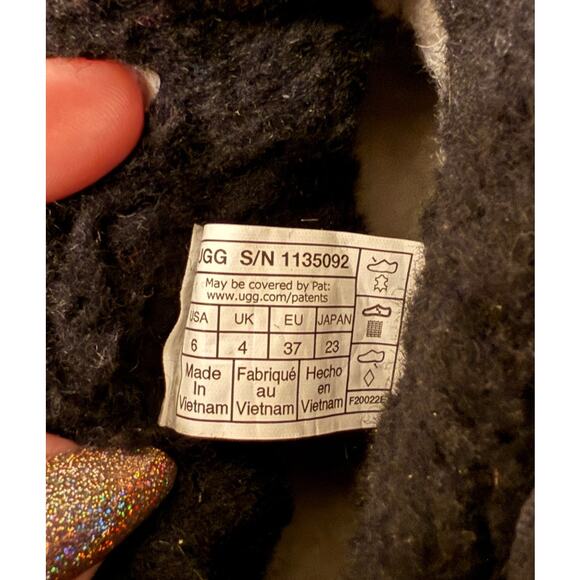 UGG S/N 1135092
May be covered by Pat:
www.ugg.com/patents
USA UK EU JAPAN
6 4 37 23
Made In Vietnam
Fabriqué au Vietnam
Hecho en Vietnam